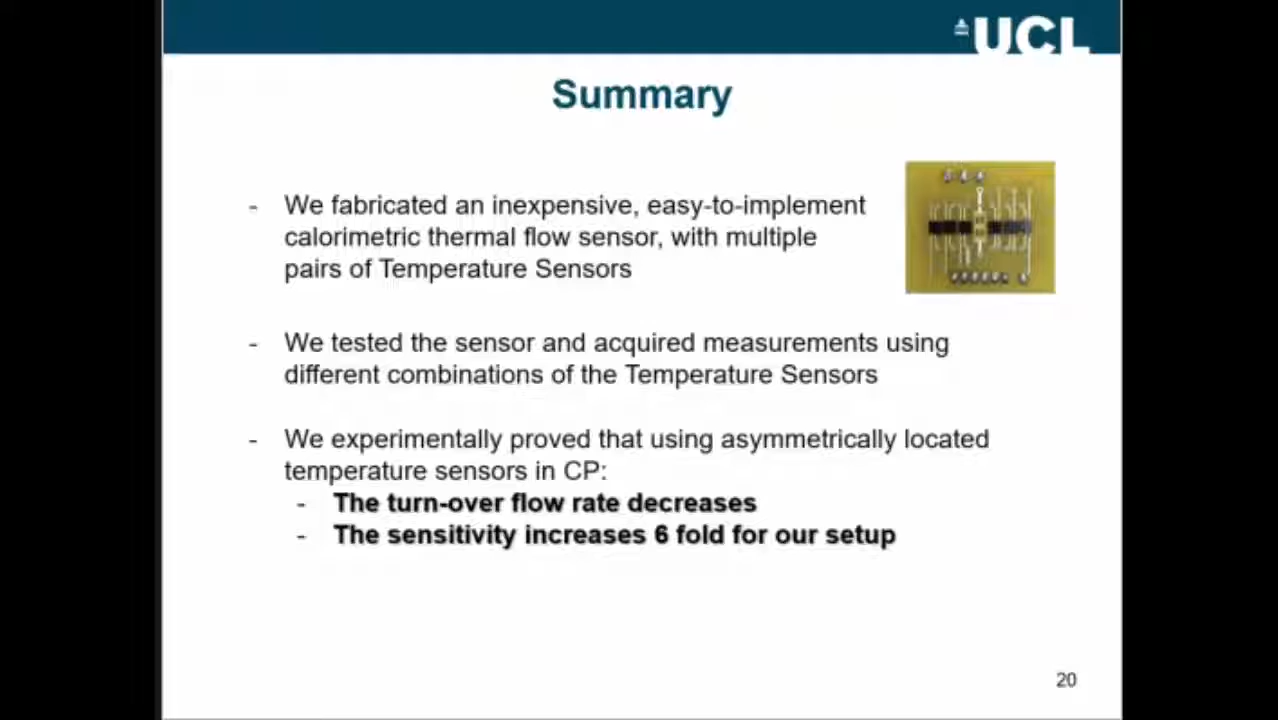 UCL
Summary
- We fabricated an inexpensive, easy-to-implement
calorimetric thermal flow sensor, with multiple
pairs of Temperature Sensors
- We tested the sensor and acquired measurements using
different combinations of the Temperature Sensors
- We experimentally proved that using asymmetrically located
temperature sensors in CP:
- The turn-over flow rate decreases
- The sensitivity increases 6 fold for our setup
20